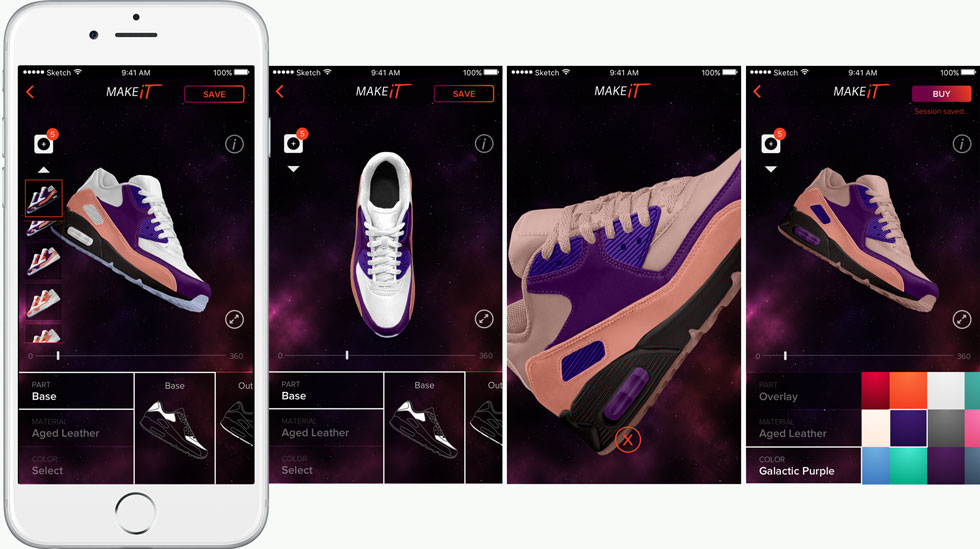 Sketch 9:41 AM 100%
MAKE iT SAVE
5
i
0 360
PART
Base
MATERIAL
Aged Leather
COLOR
Select
Base Out
Sketch 9:41 AM 100%
MAKE iT SAVE
5
i
0 360
PART
Base
MATERIAL
Aged Leather
COLOR
Select
Base Out
Sketch 9:41 AM 100%
MAKE iT
X
Sketch 9:41 AM 100%
MAKE iT BUY
Session saved...
5
i
0 360
PART
Overlay
MATERIAL
Aged Leather
COLOR
Galactic Purple